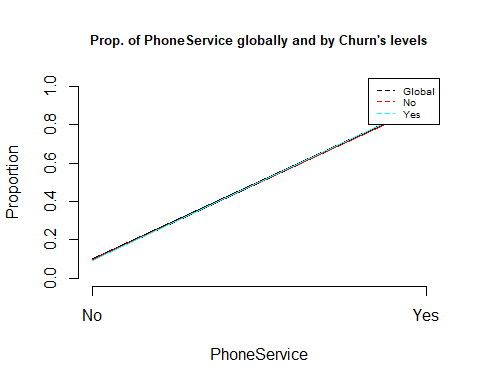 Prop. of PhoneService globally and by Churn's levels
Global
No
Yes
1.0
0.8
0.6
0.4
0.2
0.0
Proportion
No
Yes
PhoneService